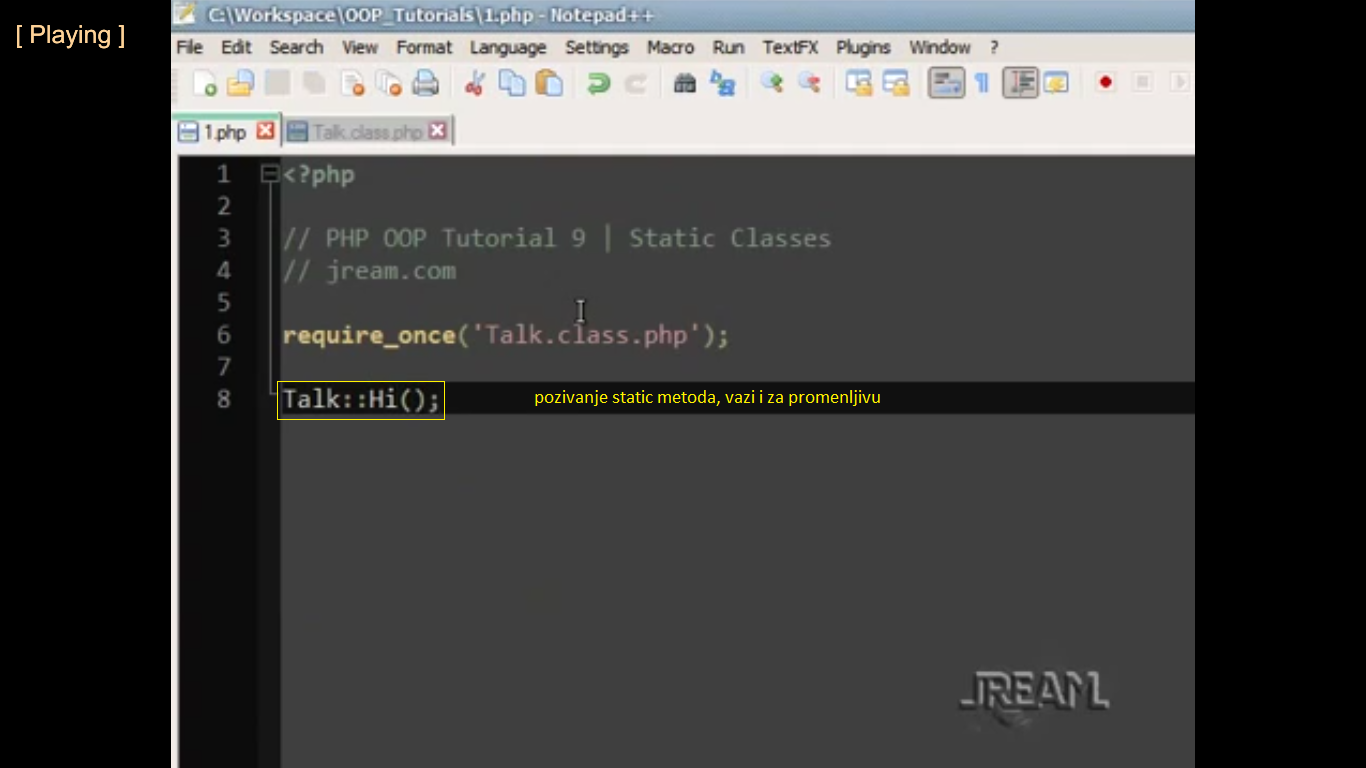 [ Playing ]
C:\Workspace\OOP_Tutorials\1.php - Notepad++
File Edit Search View Format Language Settings Macro Run TextFX Plugins Window ?
1.php Talk.class.php
1 <?php
2
3 // PHP OOP Tutorial 9 | Static Classes
4 // jream.com
5
6 require_once('Talk.class.php');
7
8 Talk::Hi(); pozivanje static metoda, vazi i za promenljivu
JREAM